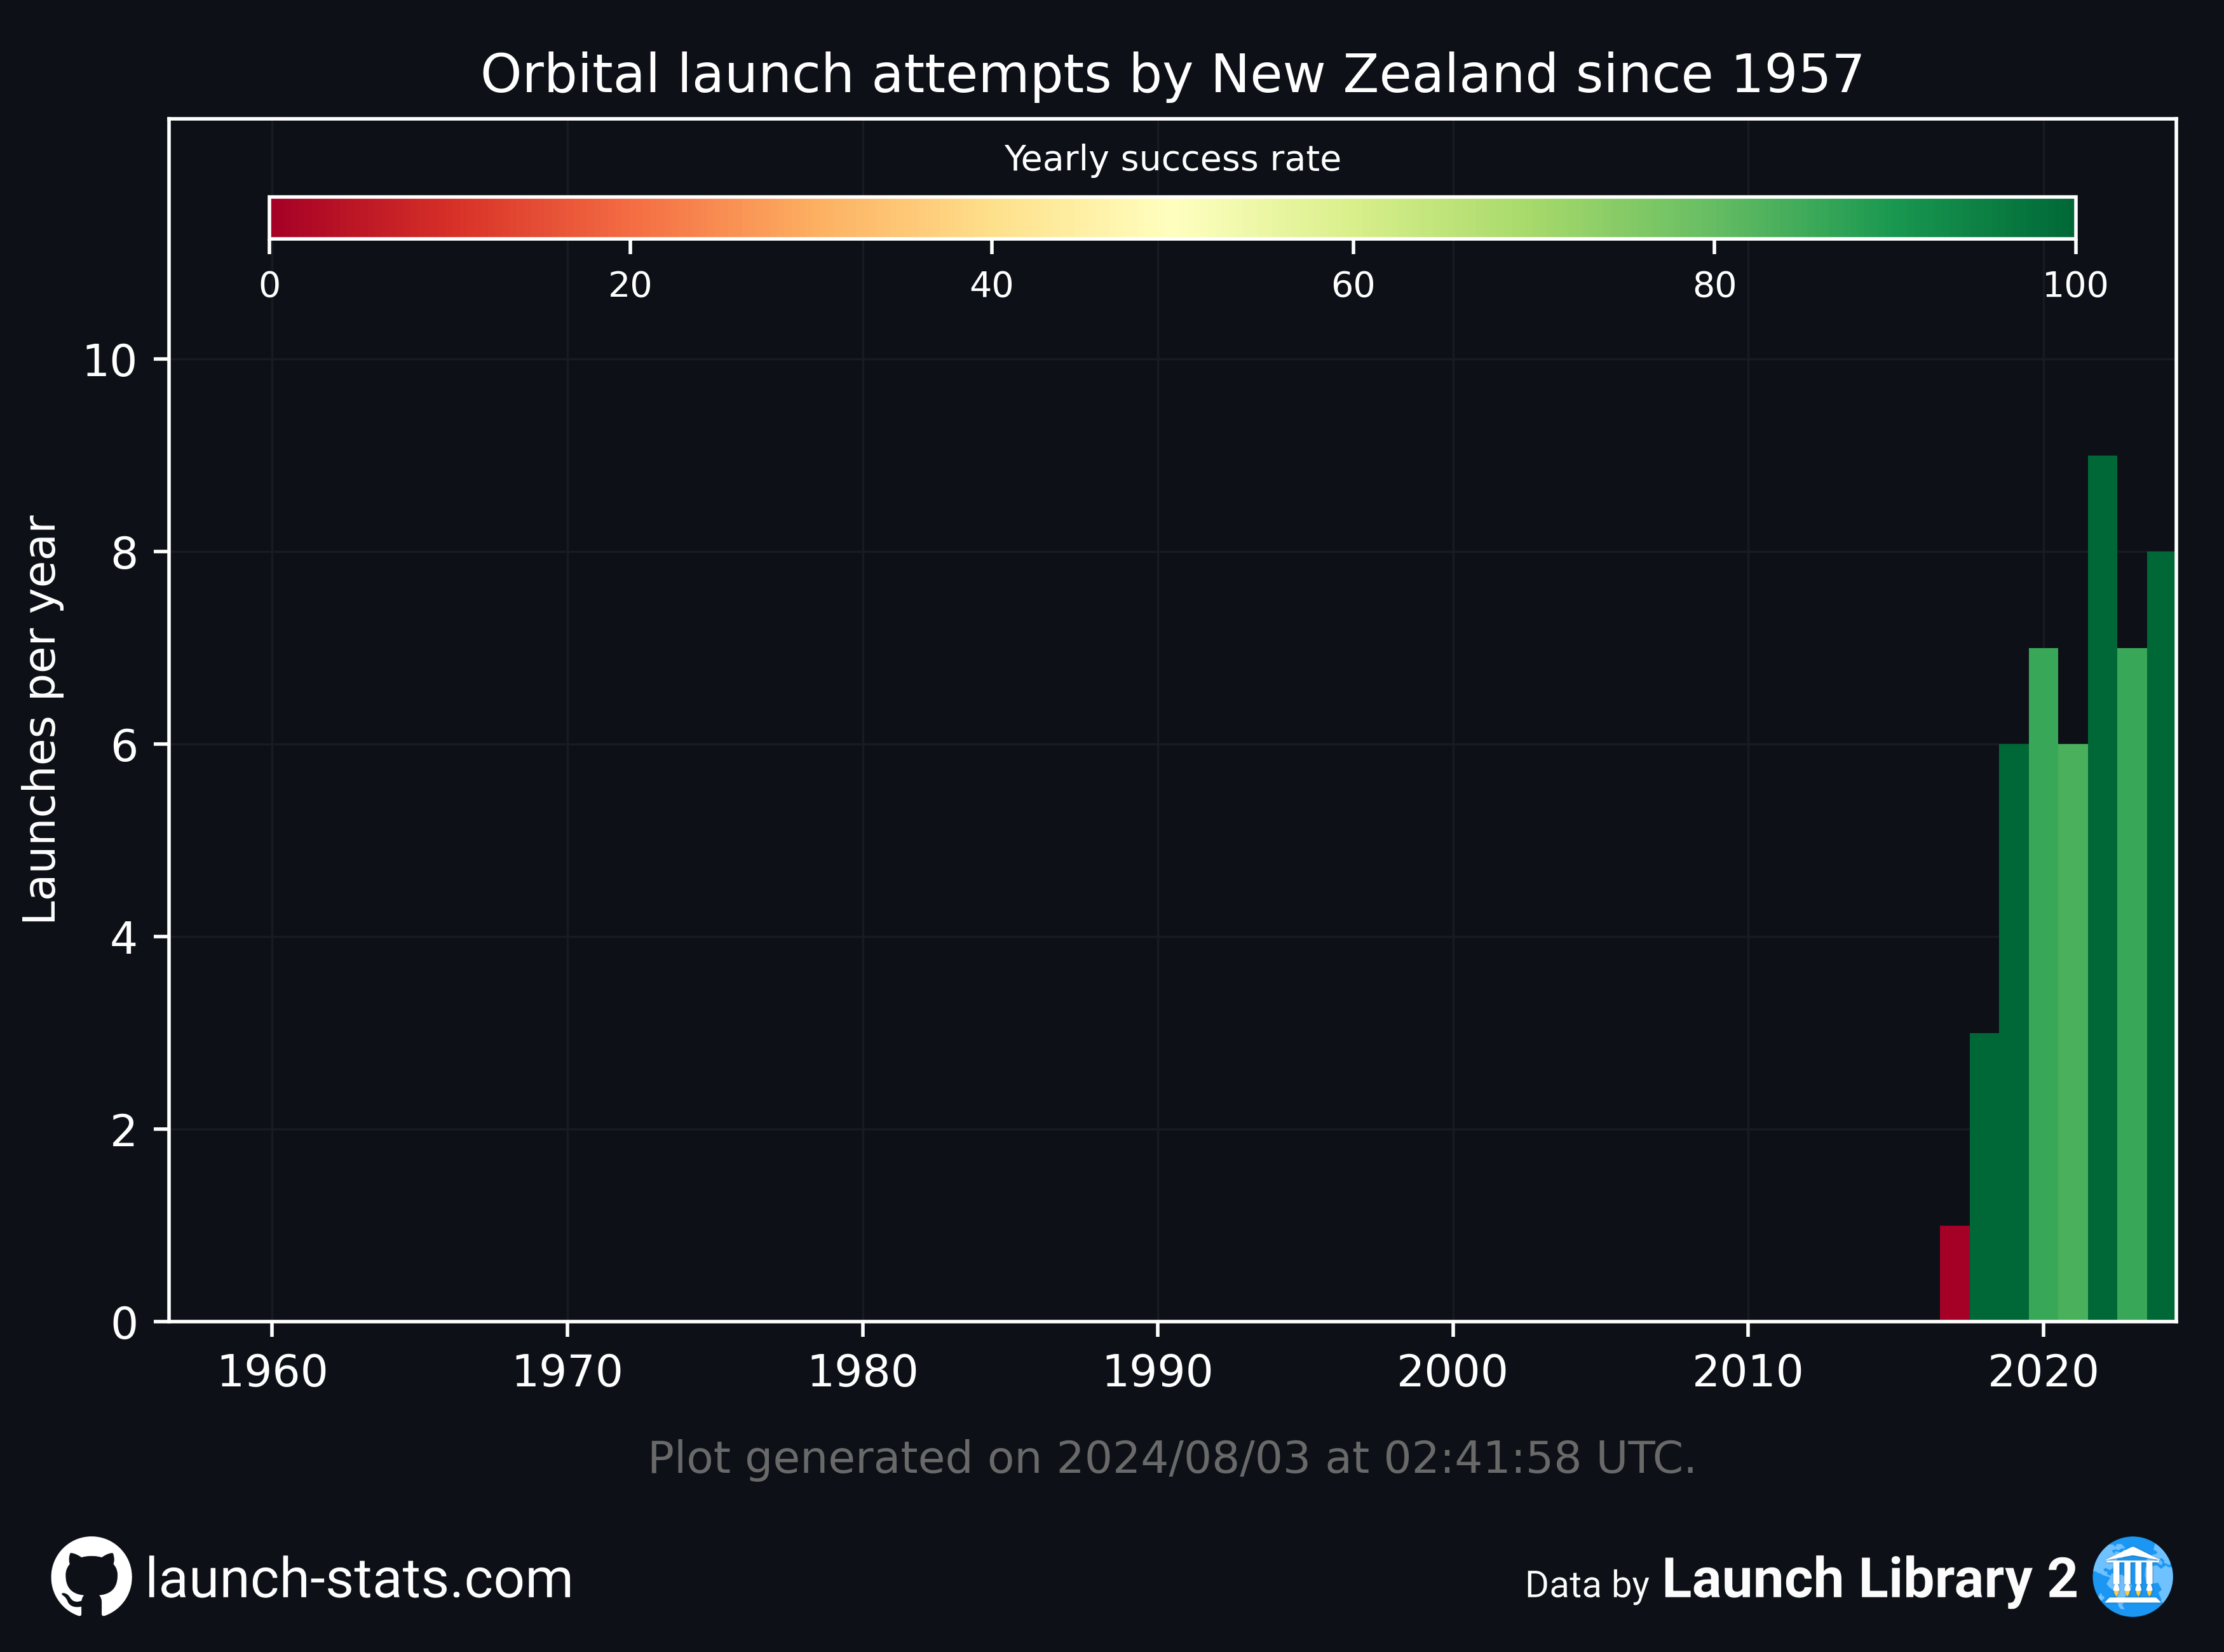 Orbital launch attempts by New Zealand since 1957
Yearly success rate
0 20 40 60 80 100
Launches per year
10
8
6
4
2
0
1960 1970 1980 1990 2000 2010 2020
Plot generated on 2024/08/03 at 02:41:58 UTC.
launch-stats.com
Data by Launch Library 2